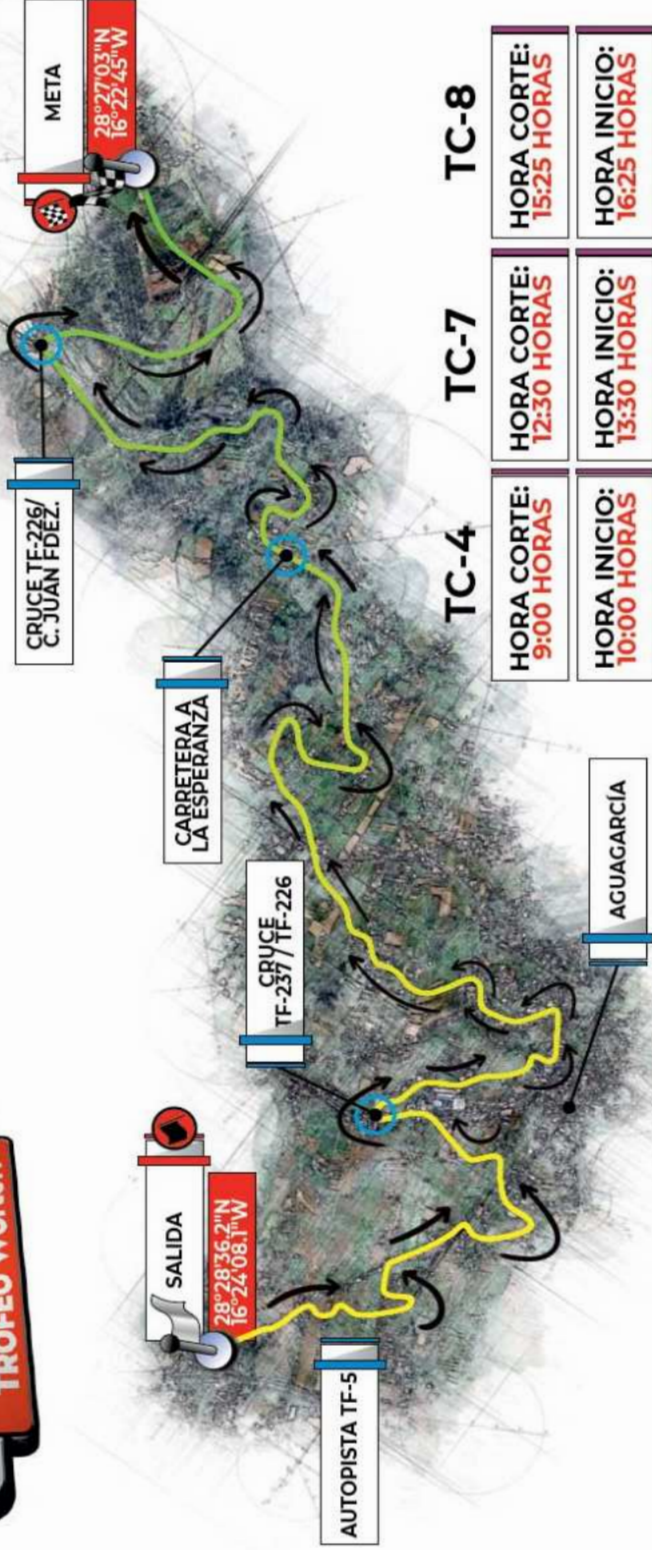 TROFEO
SALIDA
28°28'36.2"N
16°24'08.1"W
AUTOPISTA TF-5
CRUCE
TF-237 / TF-226
AGUAGARCÍA
CARRETERA A
LA ESPERANZA
CRUCE TF-226/
C. JUAN FDEZ.
META
28°27'03"N
16°22'45"W
TC-4
HORA CORTE:
9:00 HORAS
HORA INICIO:
10:00 HORAS
TC-7
HORA CORTE:
12:30 HORAS
HORA INICIO:
13:30 HORAS
TC-8
HORA CORTE:
15:25 HORAS
HORA INICIO:
16:25 HORAS